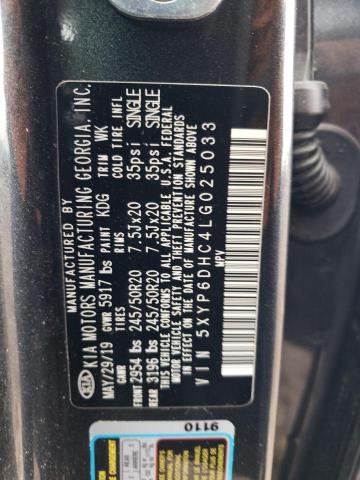 MANUFACTURED BY
KIA MOTORS MANUFACTURING GEORGIA, INC.
MAY/29/19 GVWR 5917 lbs PAINT KDG TRIM WK
GAWR TIRES RIMS COLD TIRE INFL
FRONT 2954 lbs 245/50R20 7.5Jx20 35psi SINGLE
REAR 3196 lbs 245/50R20 7.5Jx20 35psi SINGLE
THIS VEHICLE CONFORMS TO ALL APPLICABLE U.S.A. FEDERAL
MOTOR VEHICLE SAFETY AND THEFT PREVENTION STANDARDS
IN EFFECT ON THE DATE OF MANUFACTURE SHOWN ABOVE
VIN 5XYP6DHC4LG025033
MPV
9110